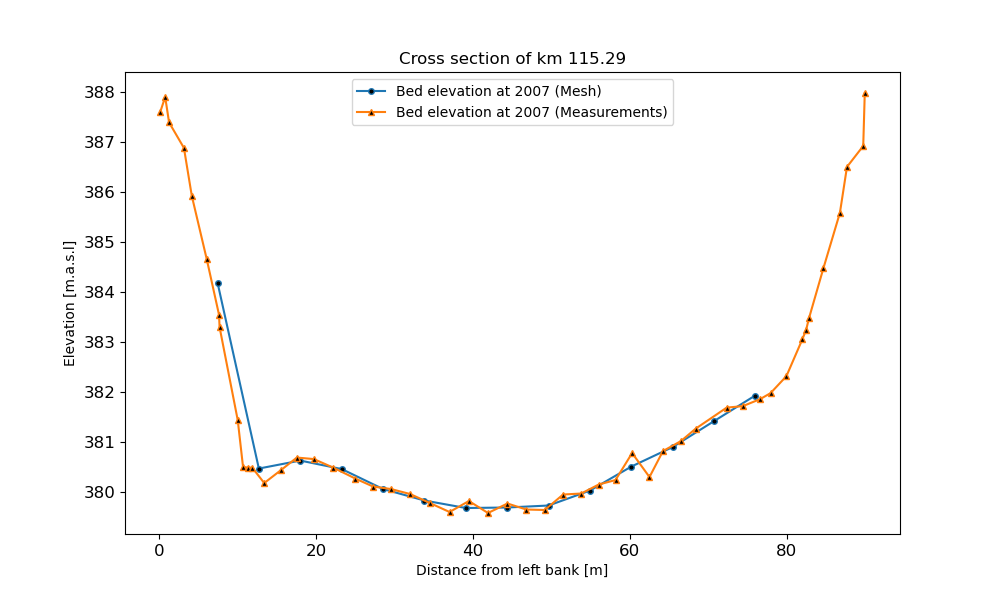 Cross section of km 115.29
Bed elevation at 2007 (Mesh)
Bed elevation at 2007 (Measurements)
388
387
386
385
384
383
382
381
380
Elevation [m.a.s.l]
0 20 40 60 80
Distance from left bank [m]